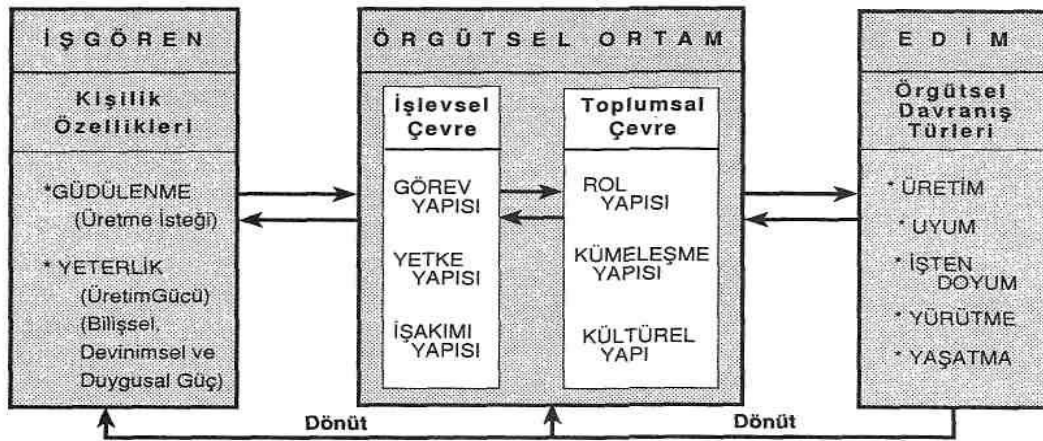 İŞGÖREN
Kişilik
Özellikleri
*GÜDÜLENME
(Üretme İsteği)
* YETERLİK
(ÜretimGücü)
(Bilişsel,
Devinimsel ve
Duygusal Güç)
ÖRGÜTSEL ORTAM
İşlevsel
Çevre
GÖREV
YAPISI
YETKE
YAPISI
İŞAKIMI
YAPISI
Toplumsal
Çevre
ROL
YAPISI
KÜMELEŞME
YAPISI
KÜLTÜREL
YAPI
EDİM
Örgütsel
Davranış
Türleri
* ÜRETİM
* UYUM
* İŞTEN
DOYUM
* YÜRÜTME
* YAŞATMA
Dönüt
Dönüt